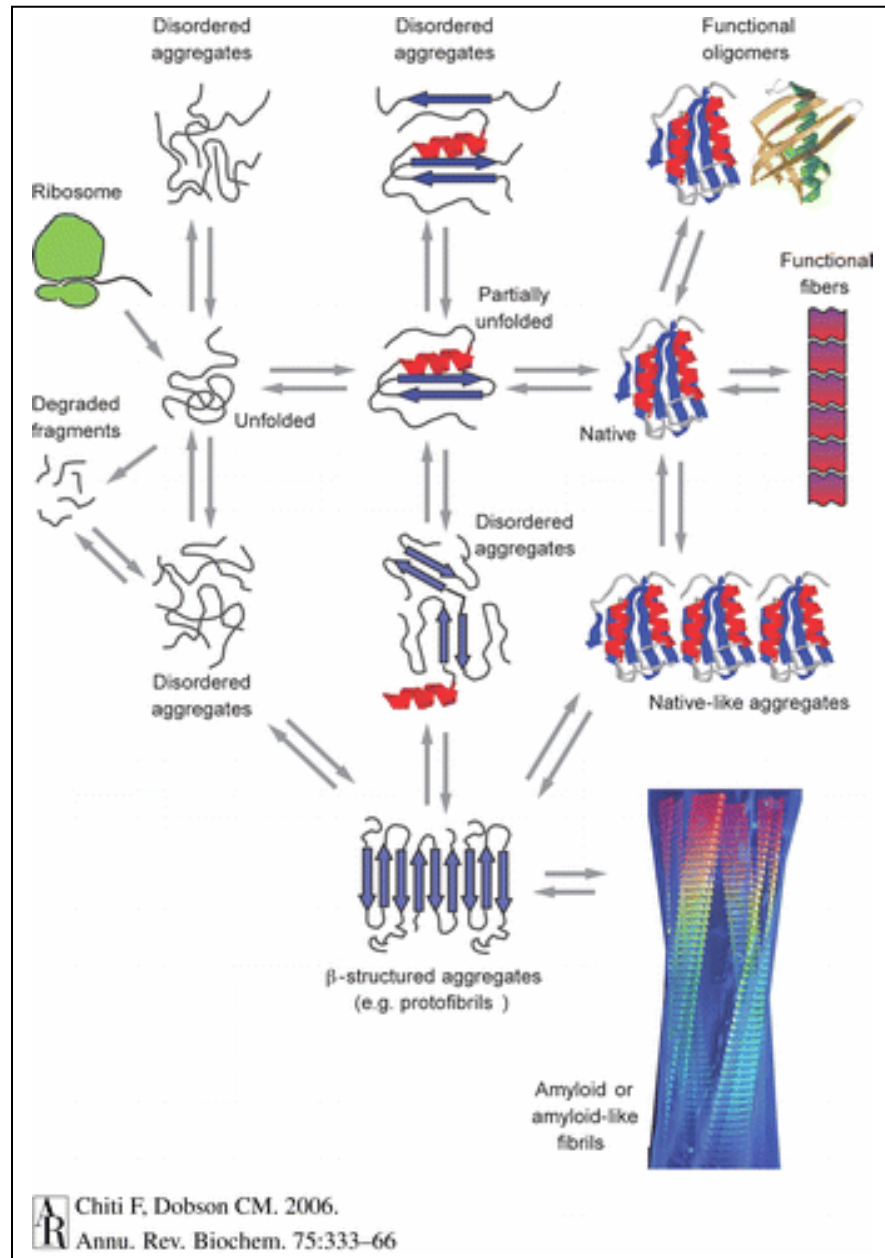 Disordered
aggregates
Disordered
aggregates
Functional
oligomers
Ribosome
Functional
fibers
Partially
unfolded
Degraded
fragments
Unfolded
Native
Disordered
aggregates
Disordered
aggregates
Native-like aggregates
β-structured aggregates
(e.g. protofibrils )
Amyloid or
amyloid-like
fibrils
AR
Chiti F, Dobson CM. 2006.
Annu. Rev. Biochem. 75:333–66